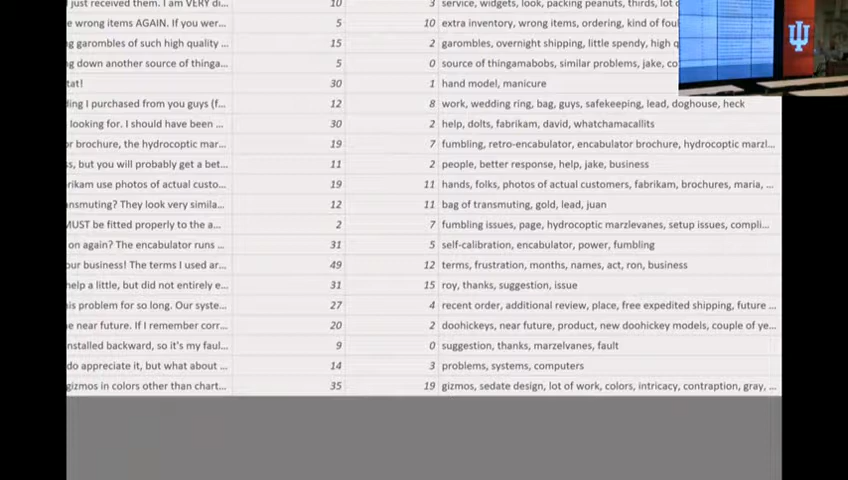 just received them. I am VERY di... 10 3 service, widgets, look, packing peanuts, thirds, lot
e wrong items AGAIN. If you wer... 5 10 extra inventory, wrong items, ordering, kind of
g garombles of such high quality ... 15 2 garombles, overnight shipping, little spendy, high
g down another source of thinga... 5 0 source of thingamabobs, similar problems, jake,
tat! 30 1 hand model, manicure
ding I purchased from you guys (f... 12 8 work, wedding ring, bag, guys, safekeeping, lead, doghouse, heck
looking for. I should have been ... 30 2 help, dolts, fabrikam, david, whatchamacallits
r brochure, the hydrocoptic mar... 19 7 fumbling, retro-encabulator, encabulator brochure, hydrocoptic marzl...
s, but you will probably get a bet... 11 2 people, better response, help, jake, business
rikam use photos of actual custo... 19 11 hands, folks, photos of actual customers, fabrikam, brochures, maria, ...
ansmuting? They look very simila... 12 11 bag of transmuting, gold, lead, juan
MUST be fitted properly to the a... 2 7 fumbling issues, page, hydrocoptic marzlevanes, setup issues, compli...
on again? The encabulator runs ... 31 5 self-calibration, encabulator, power, fumbling
our business! The terms I used ar... 49 12 terms, frustration, months, names, act, ron, business
help a little, but did not entirely e... 31 15 roy, thanks, suggestion, issue
is problem for so long. Our syste... 27 4 recent order, additional review, place, free expedited shipping, future ...
e near future. If I remember corr... 20 2 doohickeys, near future, product, new doohickey models, couple of ye...
nstalled backward, so it's my faul... 9 0 suggestion, thanks, marzelvanes, fault
do appreciate it, but what about ... 14 3 problems, systems, computers
gizmos in colors other than chart... 35 19 gizmos, sedate design, lot of work, colors, intricacy, contraption, gray, ...